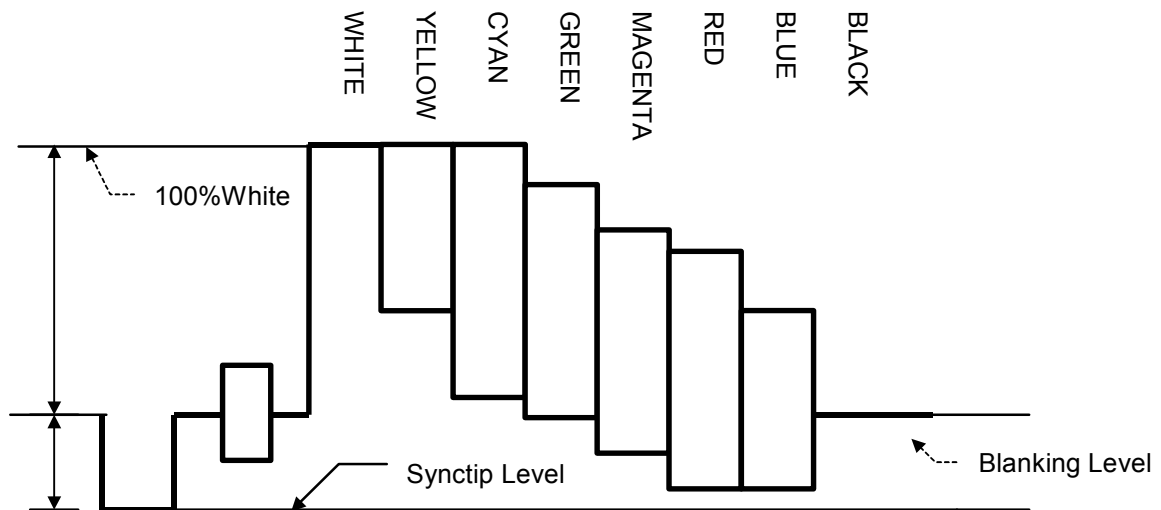 WHITE
YELLOW
CYAN
GREEN
MAGENTA
RED
BLUE
BLACK
100%White
Synctip Level
Blanking Level